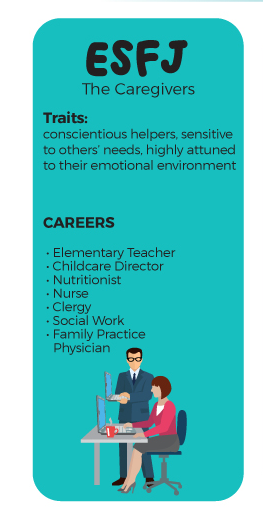 ESFJ
The Caregivers
Traits:
conscientious helpers, sensitive
to others' needs, highly attuned
to their emotional environment
CAREERS
• Elementary Teacher
• Childcare Director
• Nutritionist
• Nurse
• Clergy
• Social Work
• Family Practice
Physician